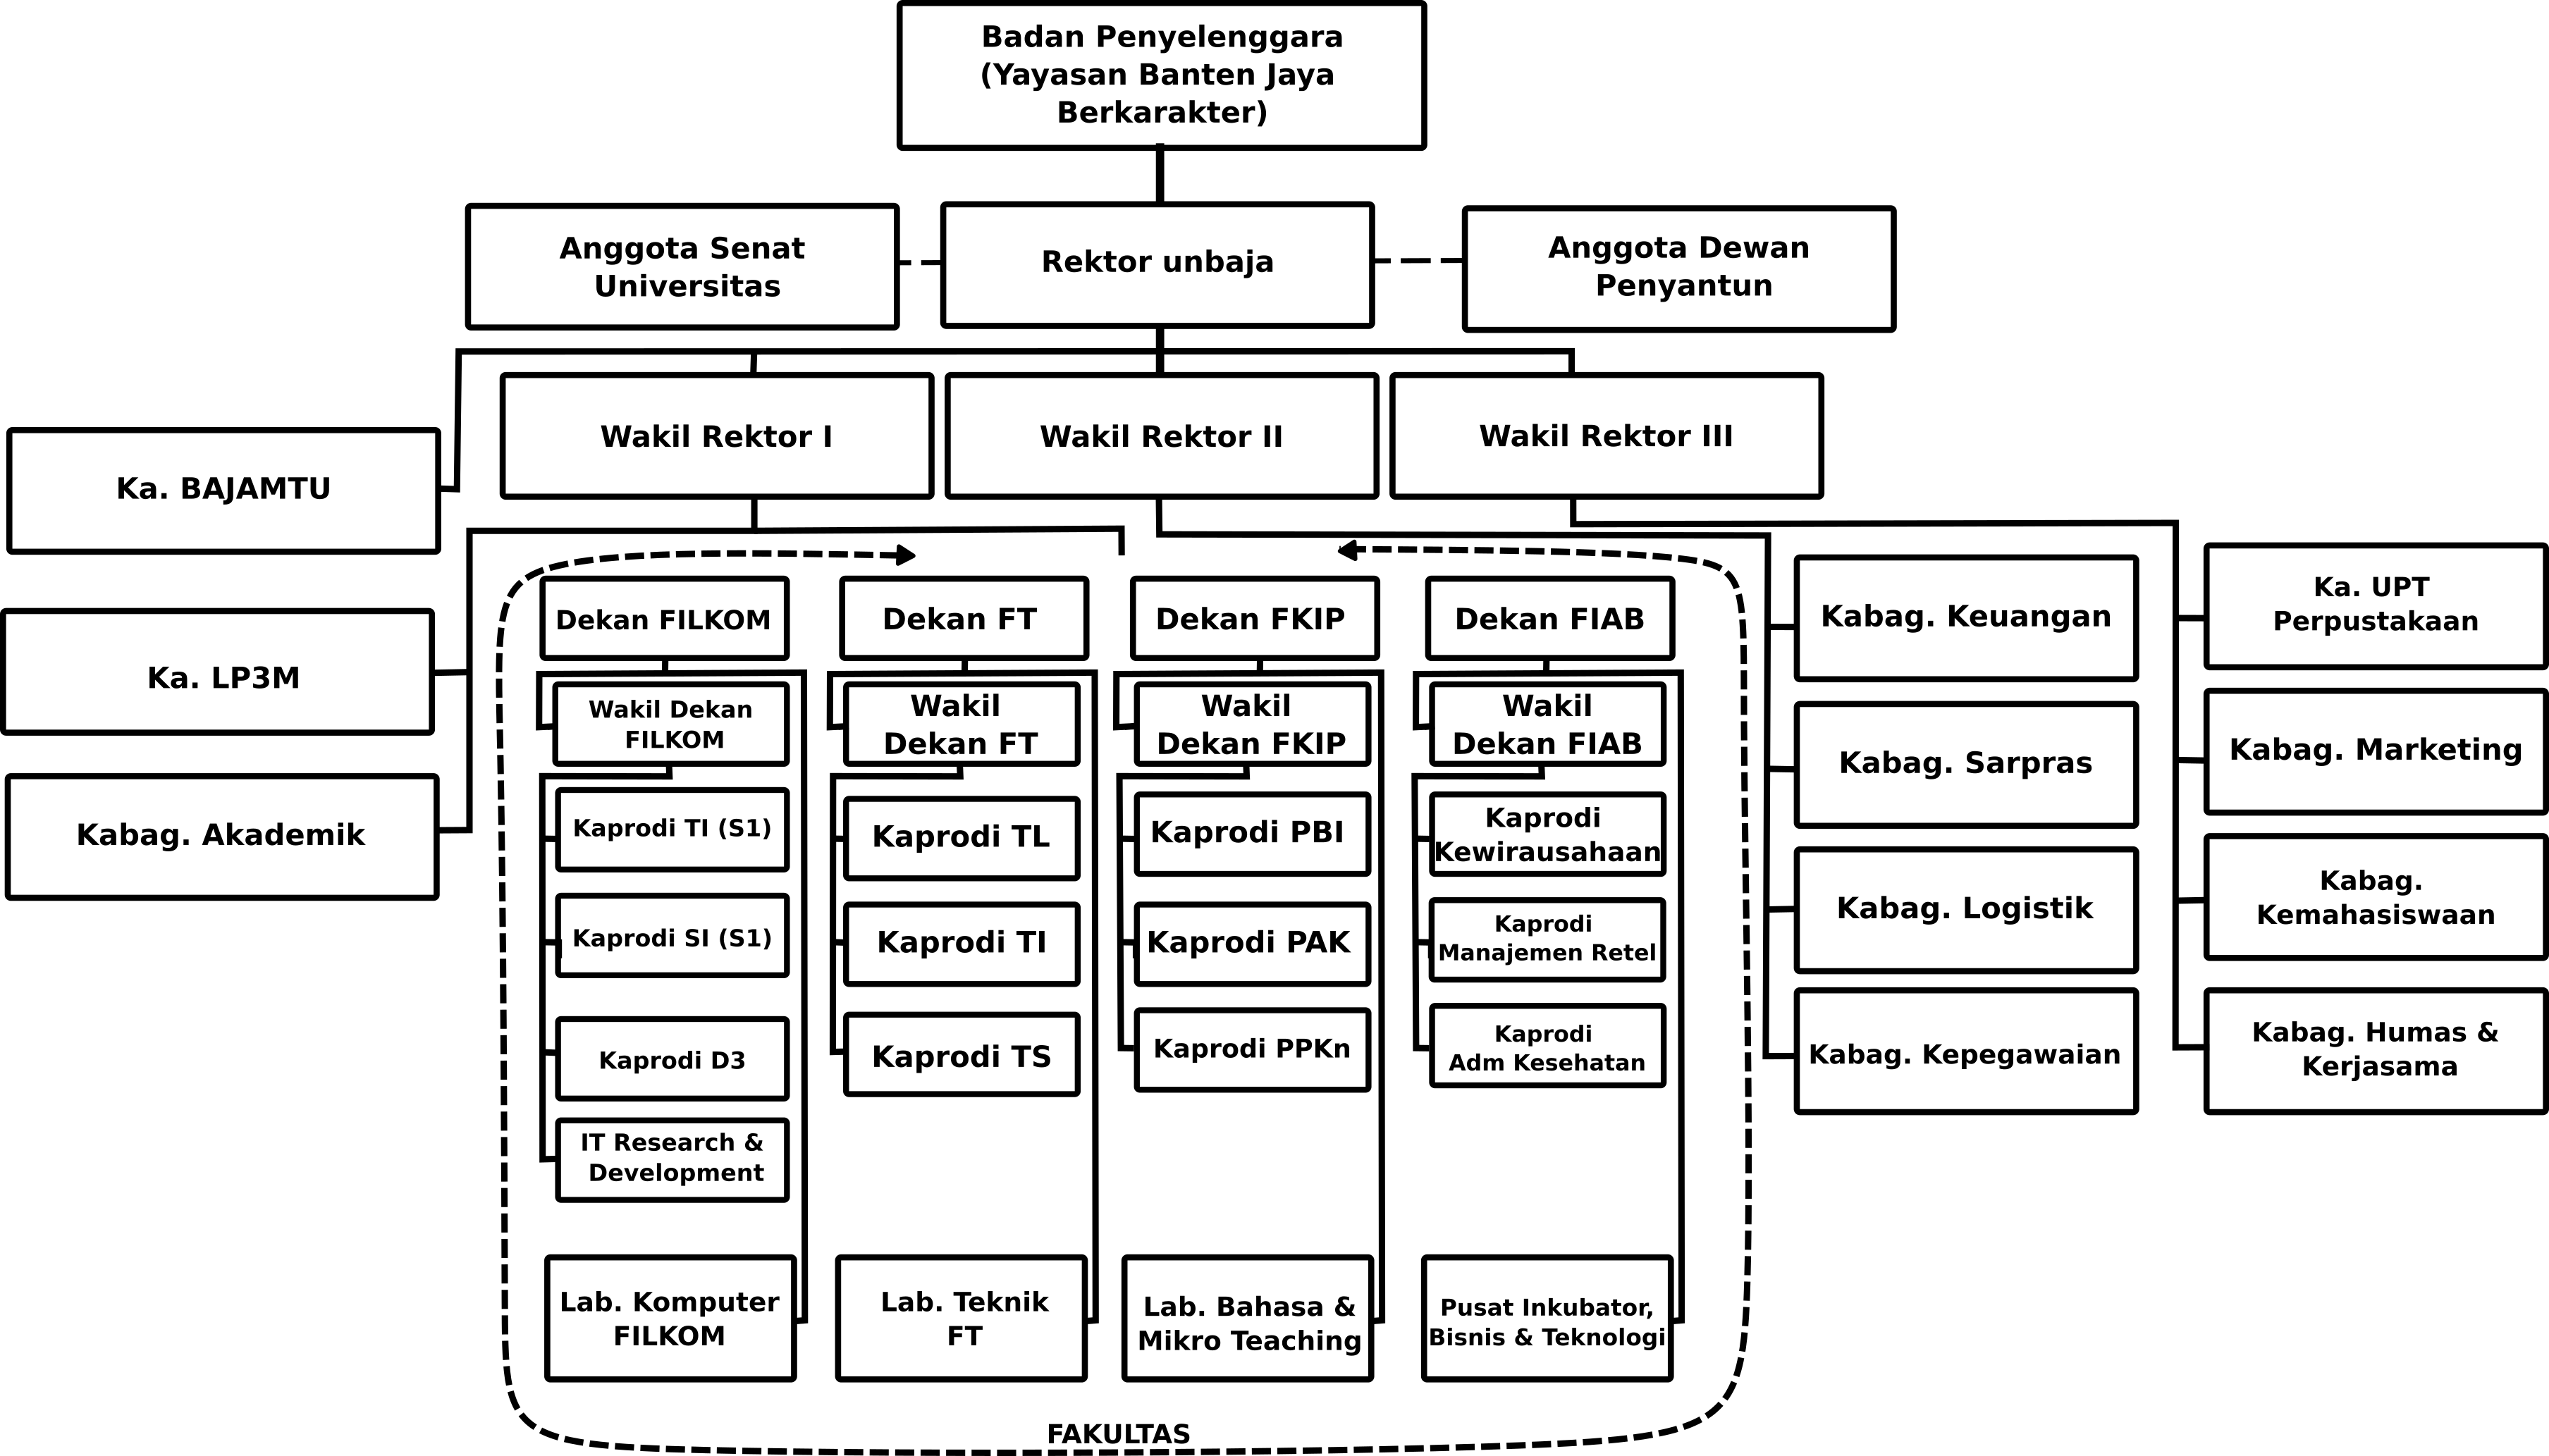 Badan Penyelenggara
(Yayasan Banten Jaya
Berkarakter)
Anggota Senat
Universitas
Rektor unbaja
Anggota Dewan
Penyantun
Wakil Rektor I
Wakil Rektor II
Wakil Rektor III
Ka. BAJAMTU
Ka. LP3M
Kabag. Akademik
Dekan FILKOM
Wakil Dekan
FILKOM
Kaprodi TI (S1)
Kaprodi SI (S1)
Kaprodi D3
IT Research &
Development
Lab. Komputer
FILKOM
Dekan FT
Wakil
Dekan FT
Kaprodi TL
Kaprodi TI
Kaprodi TS
Lab. Teknik
FT
Dekan FKIP
Wakil
Dekan FKIP
Kaprodi PBI
Kaprodi PAK
Kaprodi PPKn
Lab. Bahasa &
Mikro Teaching
Dekan FIAB
Wakil
Dekan FIAB
Kaprodi
Kewirausahaan
Kaprodi
Manajemen Retel
Kaprodi
Adm Kesehatan
Pusat Inkubator,
Bisnis & Teknologi
FAKULTAS
Kabag. Keuangan
Kabag. Sarpras
Kabag. Logistik
Kabag. Kepegawaian
Ka. UPT
Perpustakaan
Kabag. Marketing
Kabag.
Kemahasiswaan
Kabag. Humas &
Kerjasama